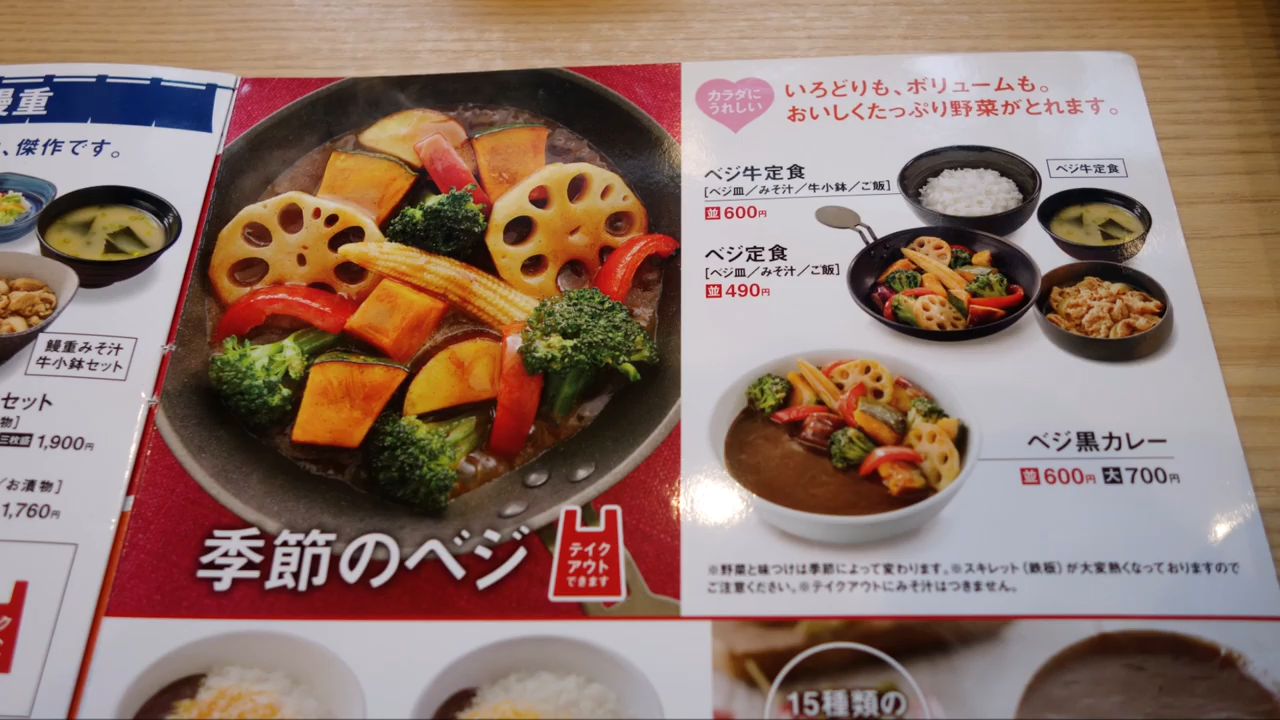 鰻重
、傑作です。
鰻重みそ汁
牛小鉢セット
セット
物]
三枚盛 1,900円
/お漬物]
1,760円
季節のベジ
テイク
アウト
できます
カラダに
うれしい
いろどりも、ボリュームも。
おいしくたっぷり野菜がとれます。
ベジ牛定食
[ベジ皿/みそ汁/牛小鉢/ご飯]
並 600円
ベジ定食
[ベジ皿/みそ汁/ご飯]
並 490円
ベジ牛定食
ベジ黒カレー
並 600円 大 700円
※野菜と味つけは季節によって変わります。※スキレット(鉄板)が大変熱くなっておりますので
ご注意ください。※テイクアウトにみそ汁はつきません。
15種類の